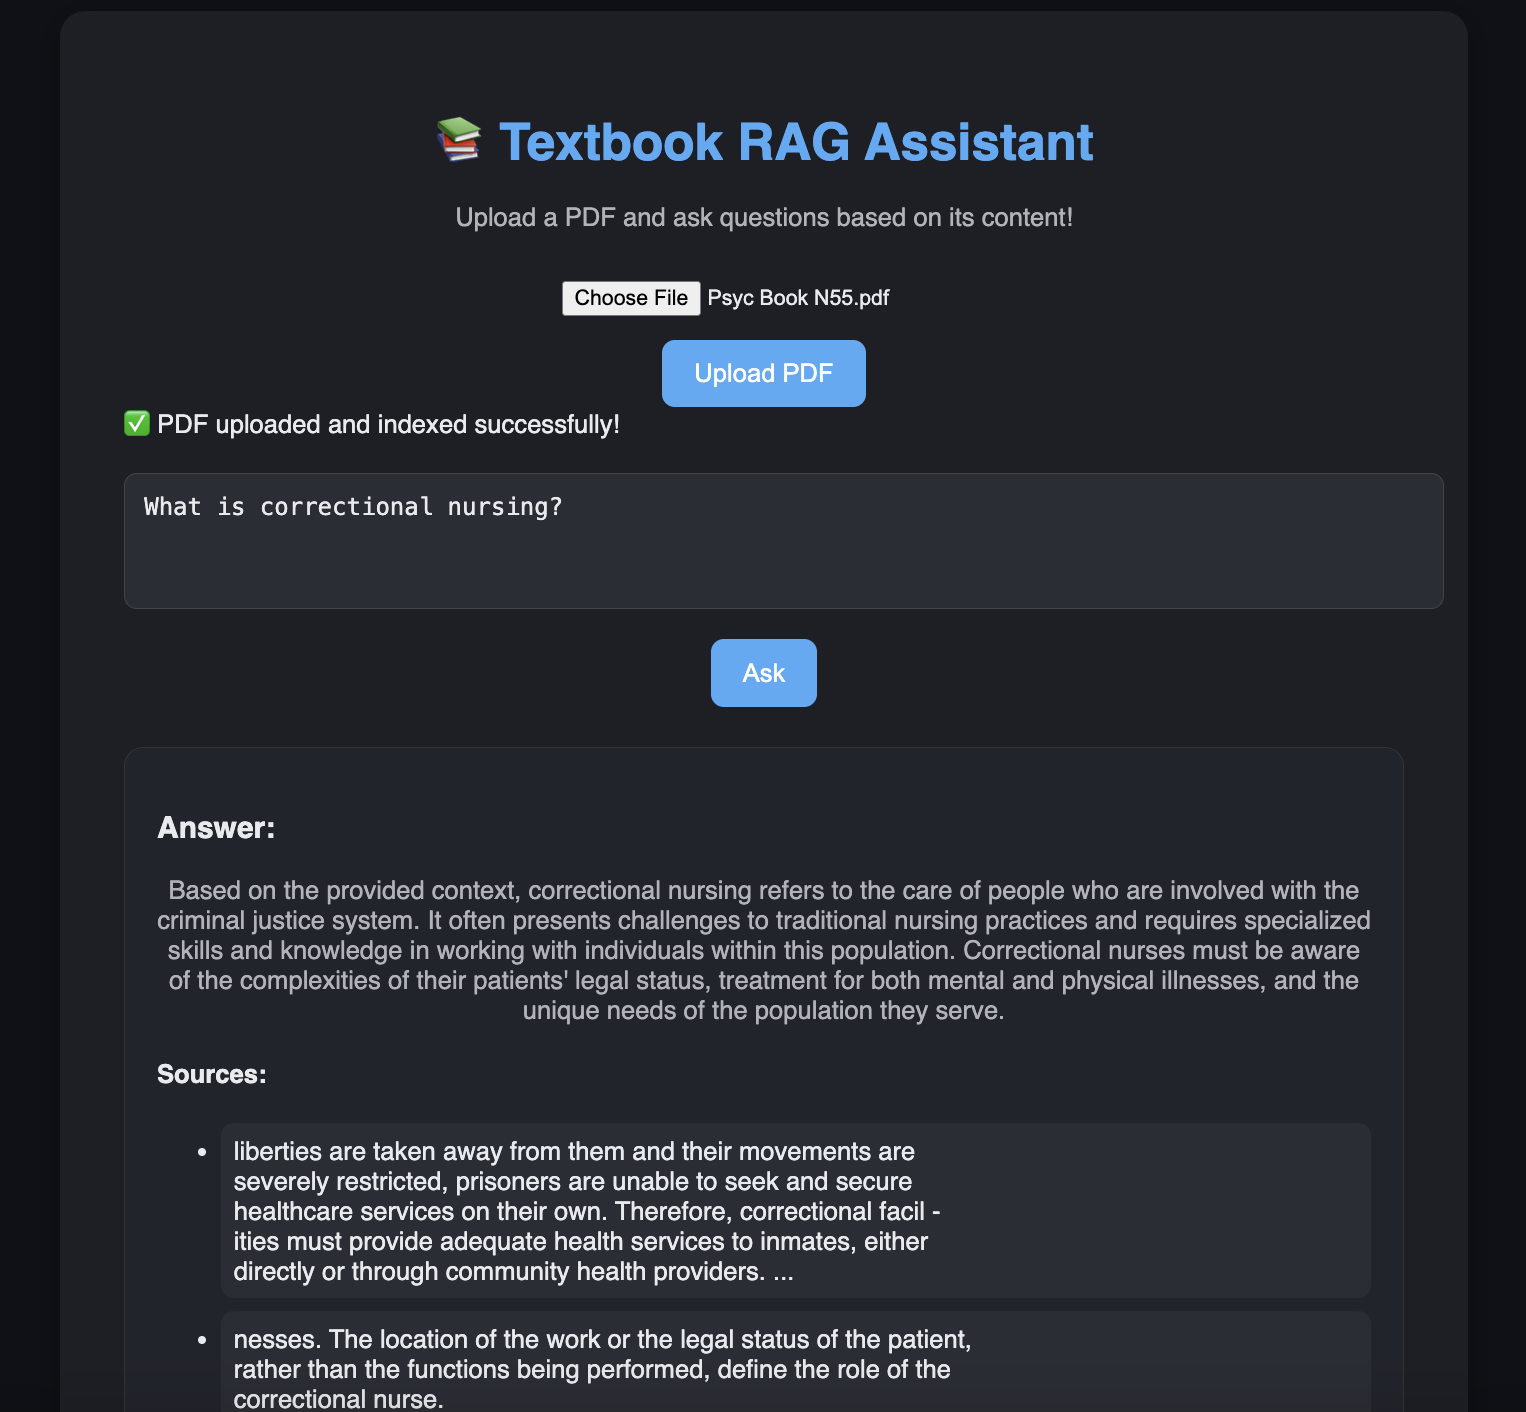 📚 Textbook RAG Assistant
Upload a PDF and ask questions based on its content!
Choose File Psyc Book N55.pdf
Upload PDF
✅ PDF uploaded and indexed successfully!
What is correctional nursing?
Ask
Answer:
Based on the provided context, correctional nursing refers to the care of people who are involved with the
criminal justice system. It often presents challenges to traditional nursing practices and requires specialized
skills and knowledge in working with individuals within this population. Correctional nurses must be aware
of the complexities of their patients' legal status, treatment for both mental and physical illnesses, and the
unique needs of the population they serve.
Sources:
• liberties are taken away from them and their movements are
severely restricted, prisoners are unable to seek and secure
healthcare services on their own. Therefore, correctional facil -
ities must provide adequate health services to inmates, either
directly or through community health providers. ...
• nesses. The location of the work or the legal status of the patient,
rather than the functions being performed, define the role of the
correctional nurse.